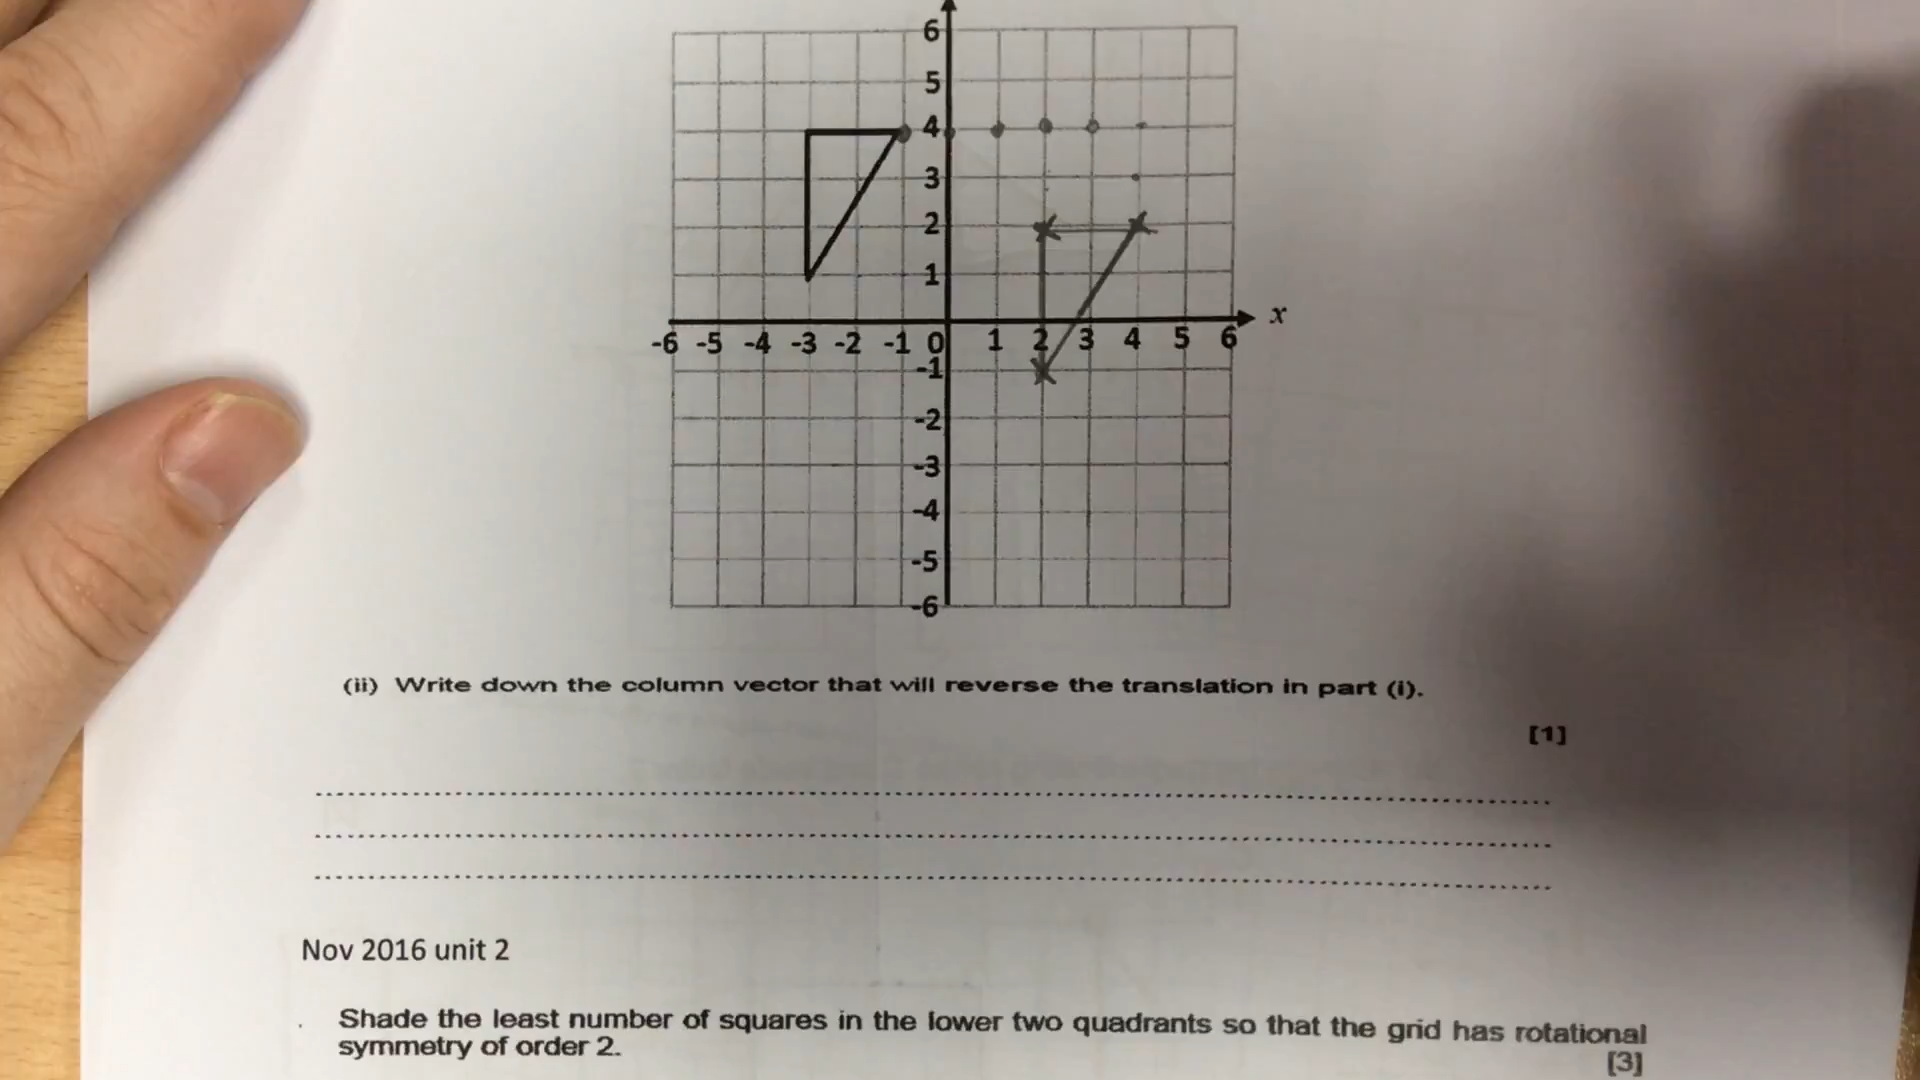 6
5
4
3
2
1
x
-6 -5 -4 -3 -2 -1 0 1 2 3 4 5 6
-1
-2
-3
-4
-5
-6
(ii) Write down the column vector that will reverse the translation in part (i).
[1]
Nov 2016 unit 2
Shade the least number of squares in the lower two quadrants so that the grid has rotational
symmetry of order 2.
[3]